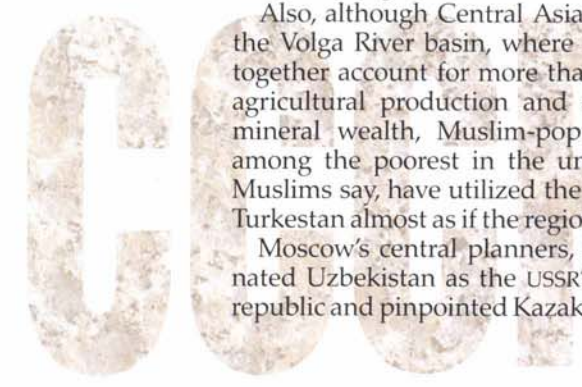 Also, although Central Asia
the Volga River basin, where
together account for more tha
agricultural production and
mineral wealth, Muslim-pop
among the poorest in the un
Muslims say, have utilized the
Turkestan almost as if the regio
Moscow's central planners,
nated Uzbekistan as the USSR'
republic and pinpointed Kazak
ССС